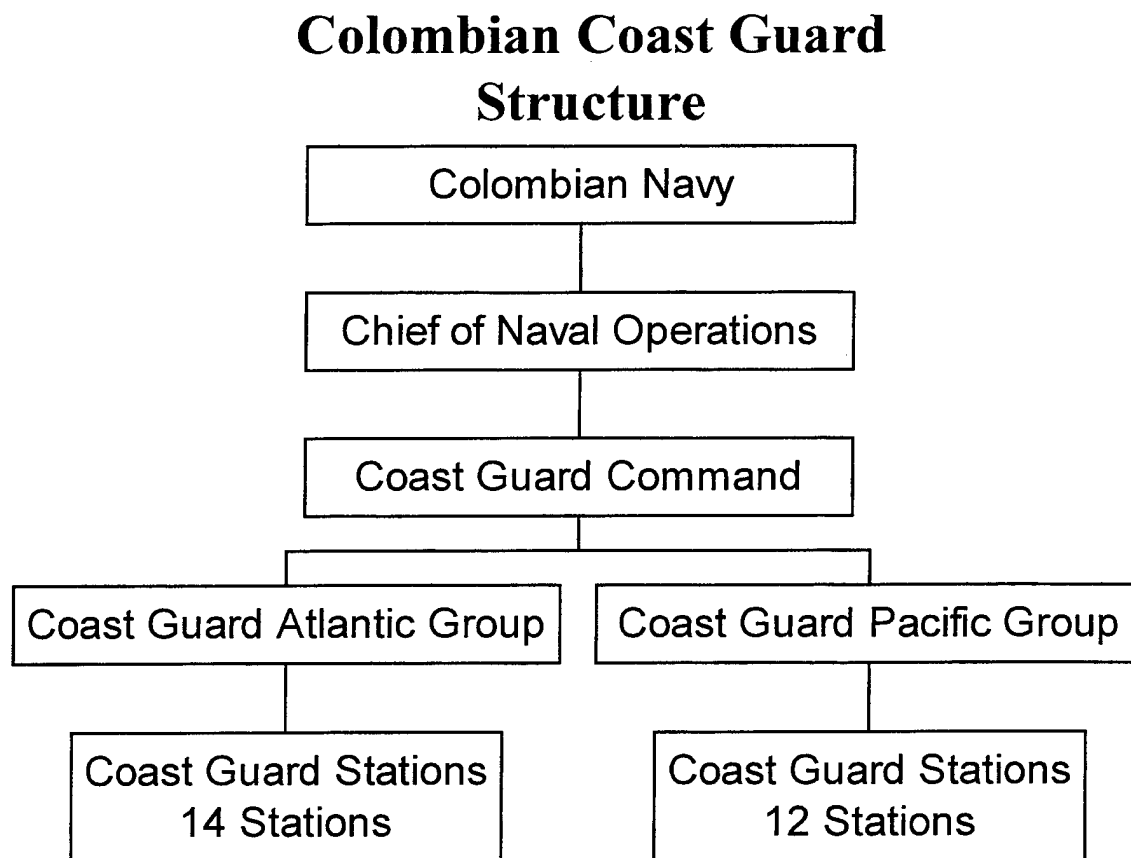 Colombian Coast Guard
Structure
Colombian Navy
Chief of Naval Operations
Coast Guard Command
Coast Guard Atlantic Group
Coast Guard Pacific Group
Coast Guard Stations
14 Stations
Coast Guard Stations
12 Stations